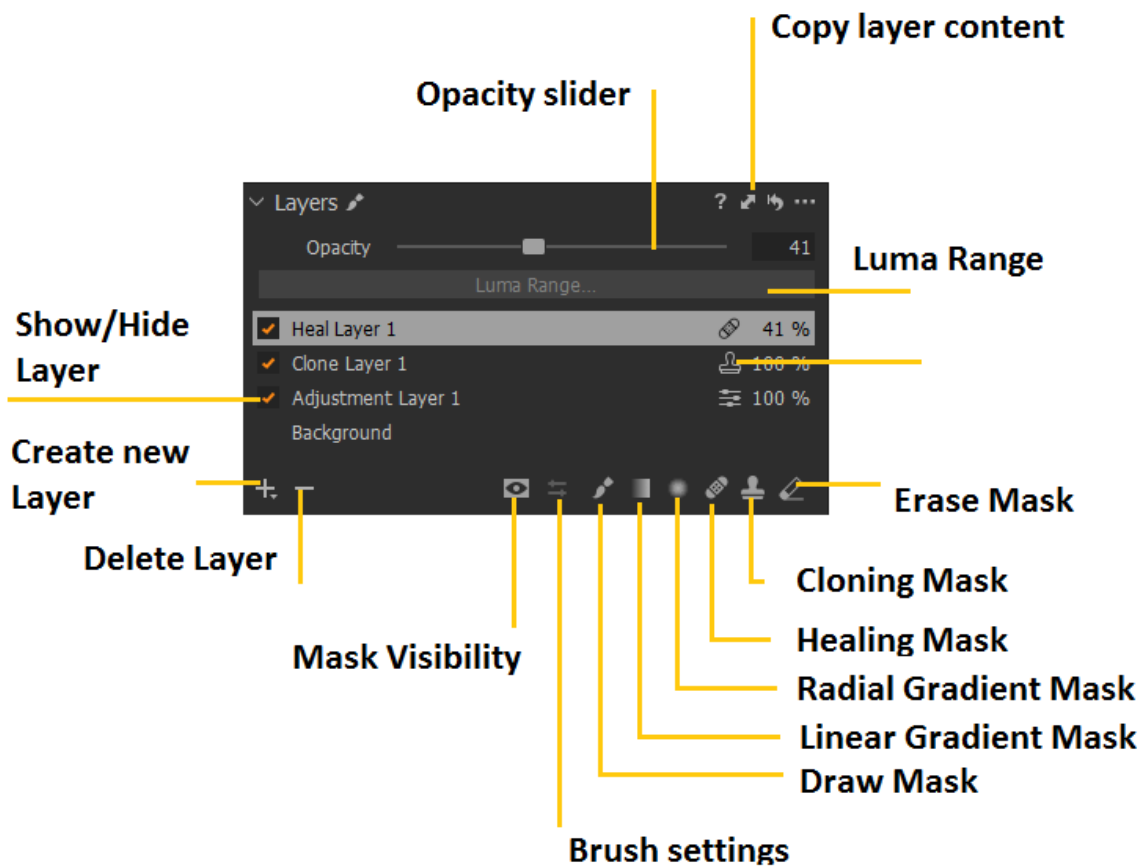 Copy layer content
Opacity slider
Layers
?
Opacity
41
Luma Range...
Luma Range
Heal Layer 1
41 %
Show/Hide
Layer
Clone Layer 1
100 %
Adjustment Layer 1
100 %
Background
Create new
Layer
Erase Mask
Delete Layer
Cloning Mask
Healing Mask
Mask Visibility
Radial Gradient Mask
Linear Gradient Mask
Draw Mask
Brush settings